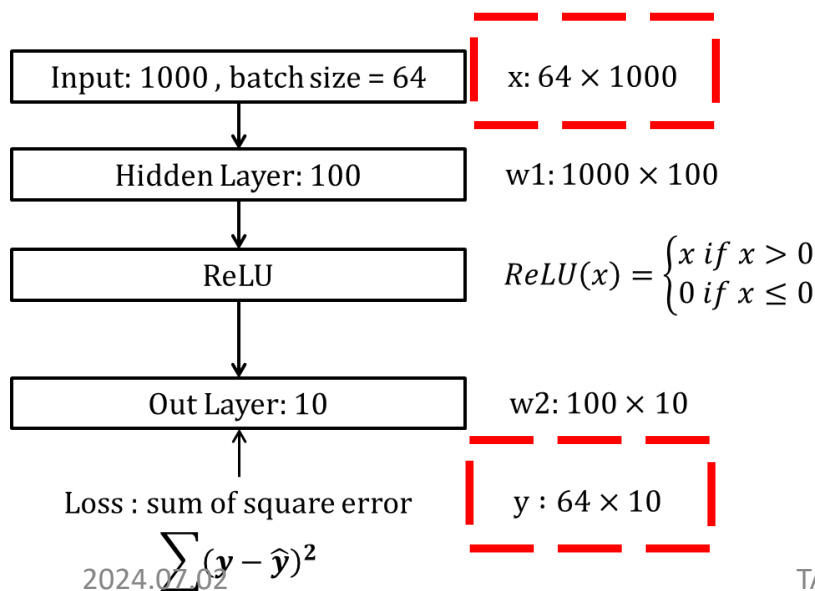 Input: 1000 , batch size = 64
x: 64 × 1000
Hidden Layer: 100
w1: 1000 × 100
ReLU
ReLU(x) = {x if x > 0
0 if x ≤ 0
Out Layer: 10
w2: 100 × 10
Loss : sum of square error
y : 64 × 10
∑(y − ŷ)²
2024.07.02
TA